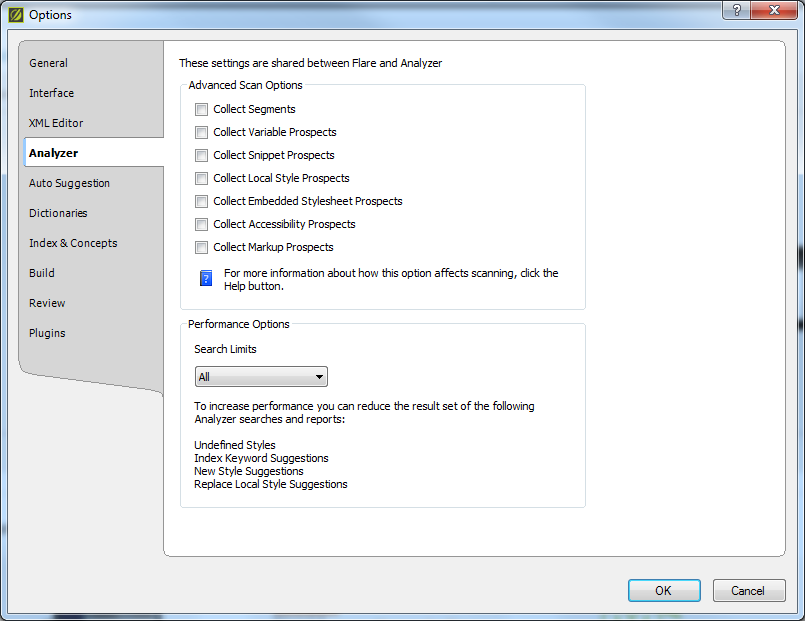 Options
?
General
Interface
XML Editor
Analyzer
Auto Suggestion
Dictionaries
Index & Concepts
Build
Review
Plugins
These settings are shared between Flare and Analyzer
Advanced Scan Options
Collect Segments
Collect Variable Prospects
Collect Snippet Prospects
Collect Local Style Prospects
Collect Embedded Stylesheet Prospects
Collect Accessibility Prospects
Collect Markup Prospects
?
For more information about how this option affects scanning, click the
Help button.
Performance Options
Search Limits
All
To increase performance you can reduce the result set of the following
Analyzer searches and reports:
Undefined Styles
Index Keyword Suggestions
New Style Suggestions
Replace Local Style Suggestions
OK
Cancel